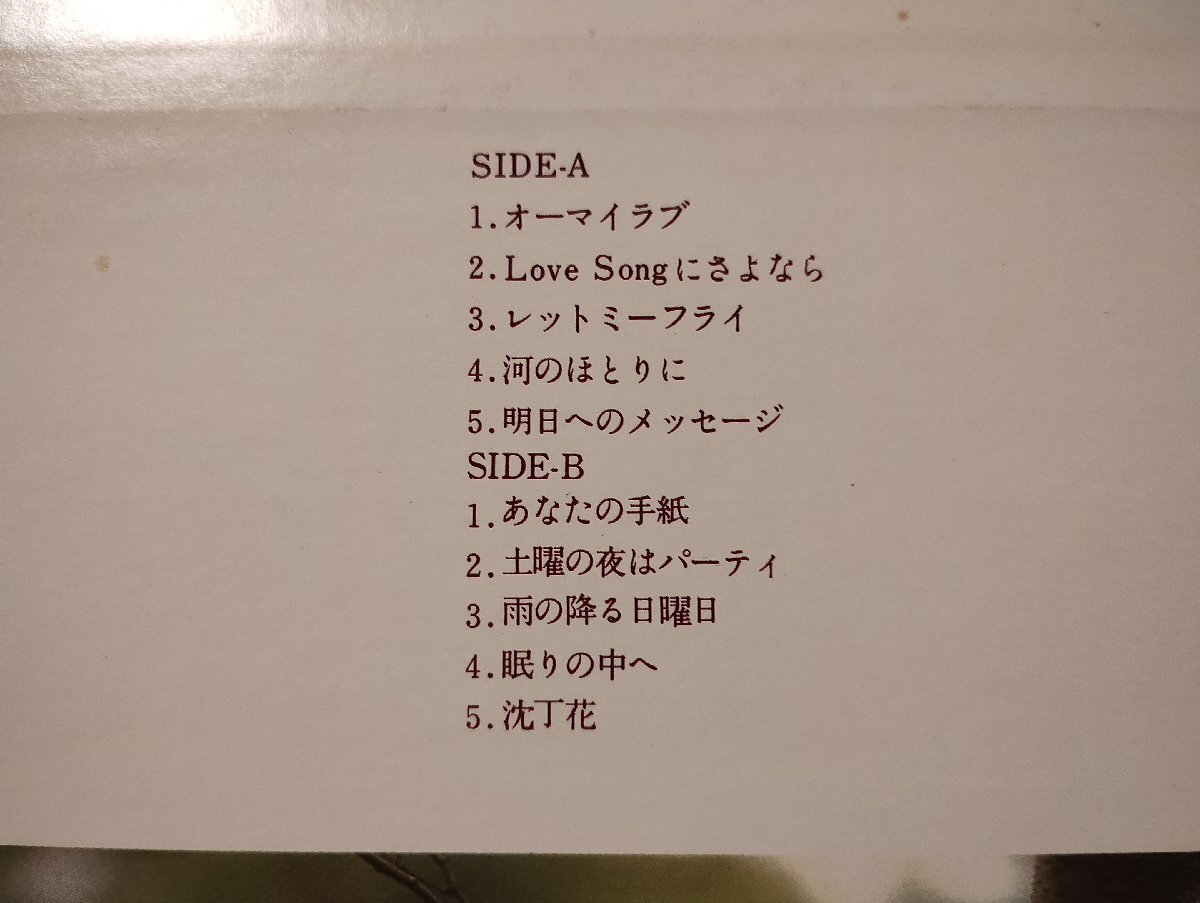 SIDE-A
1.オーマイラブ
2.Love Songにさよなら
3.レットミーフライ
4.河のほとりに
5.明日へのメッセージ
SIDE-B
1.あなたの手紙
2.土曜の夜はパーティ
3.雨の降る日曜日
4.眠りの中へ
5.沈丁花